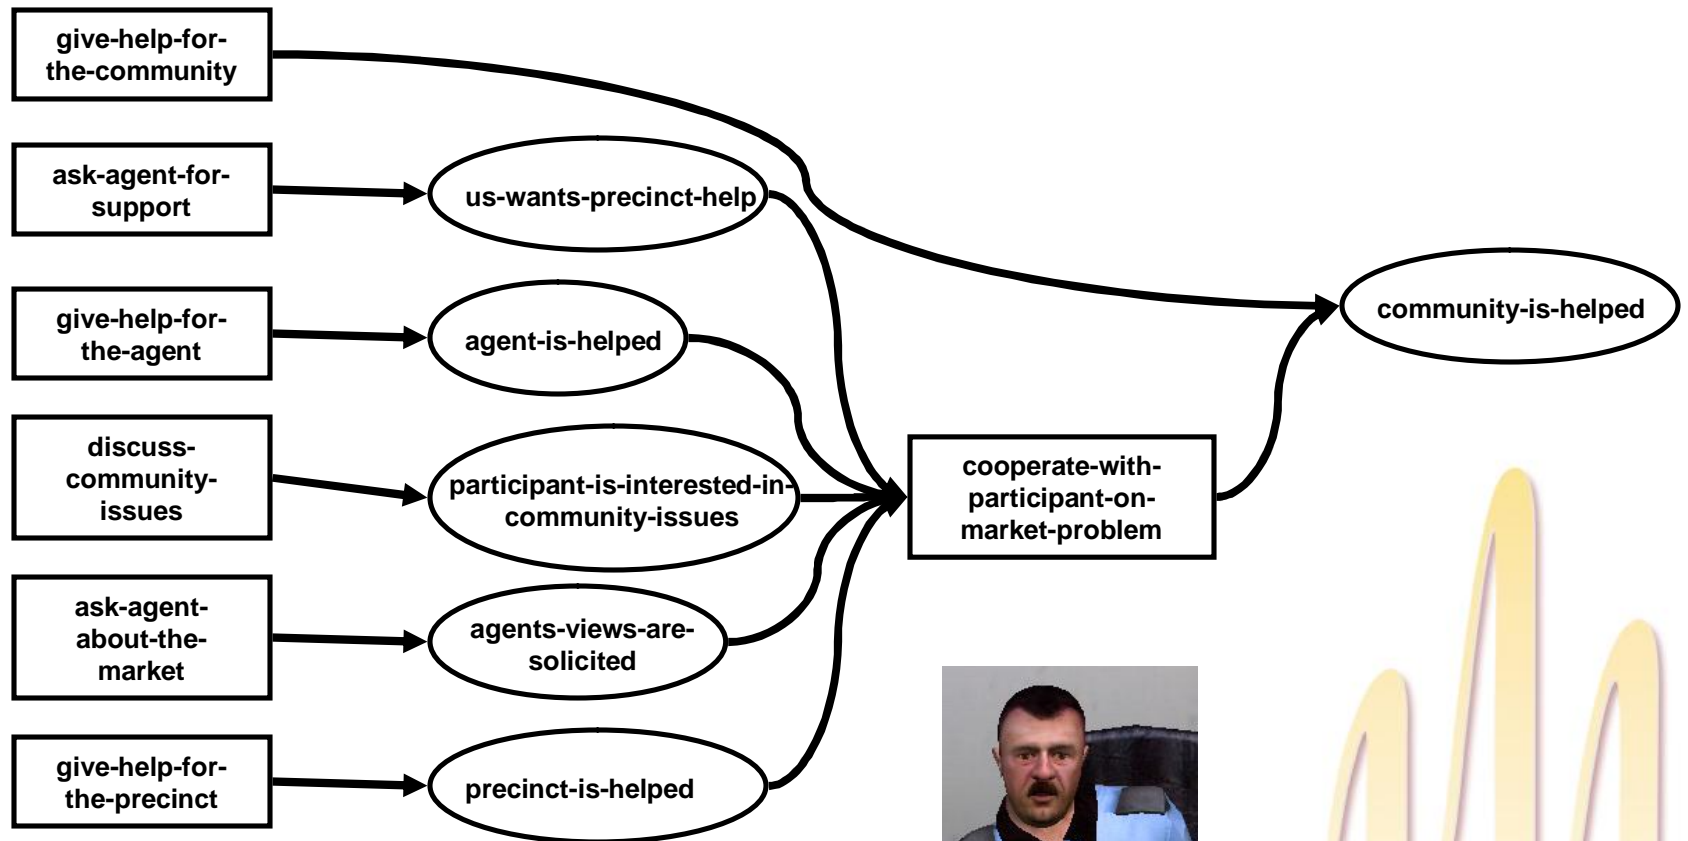 give-help-for-
the-community
ask-agent-for-
support
us-wants-precinct-help
give-help-for-
the-agent
agent-is-helped
community-is-helped
discuss-
community-
issues
participant-is-interested-in-
community-issues
cooperate-with-
participant-on-
market-problem
ask-agent-
about-the-
market
agents-views-are-
solicited
give-help-for-
the-precinct
precinct-is-helped